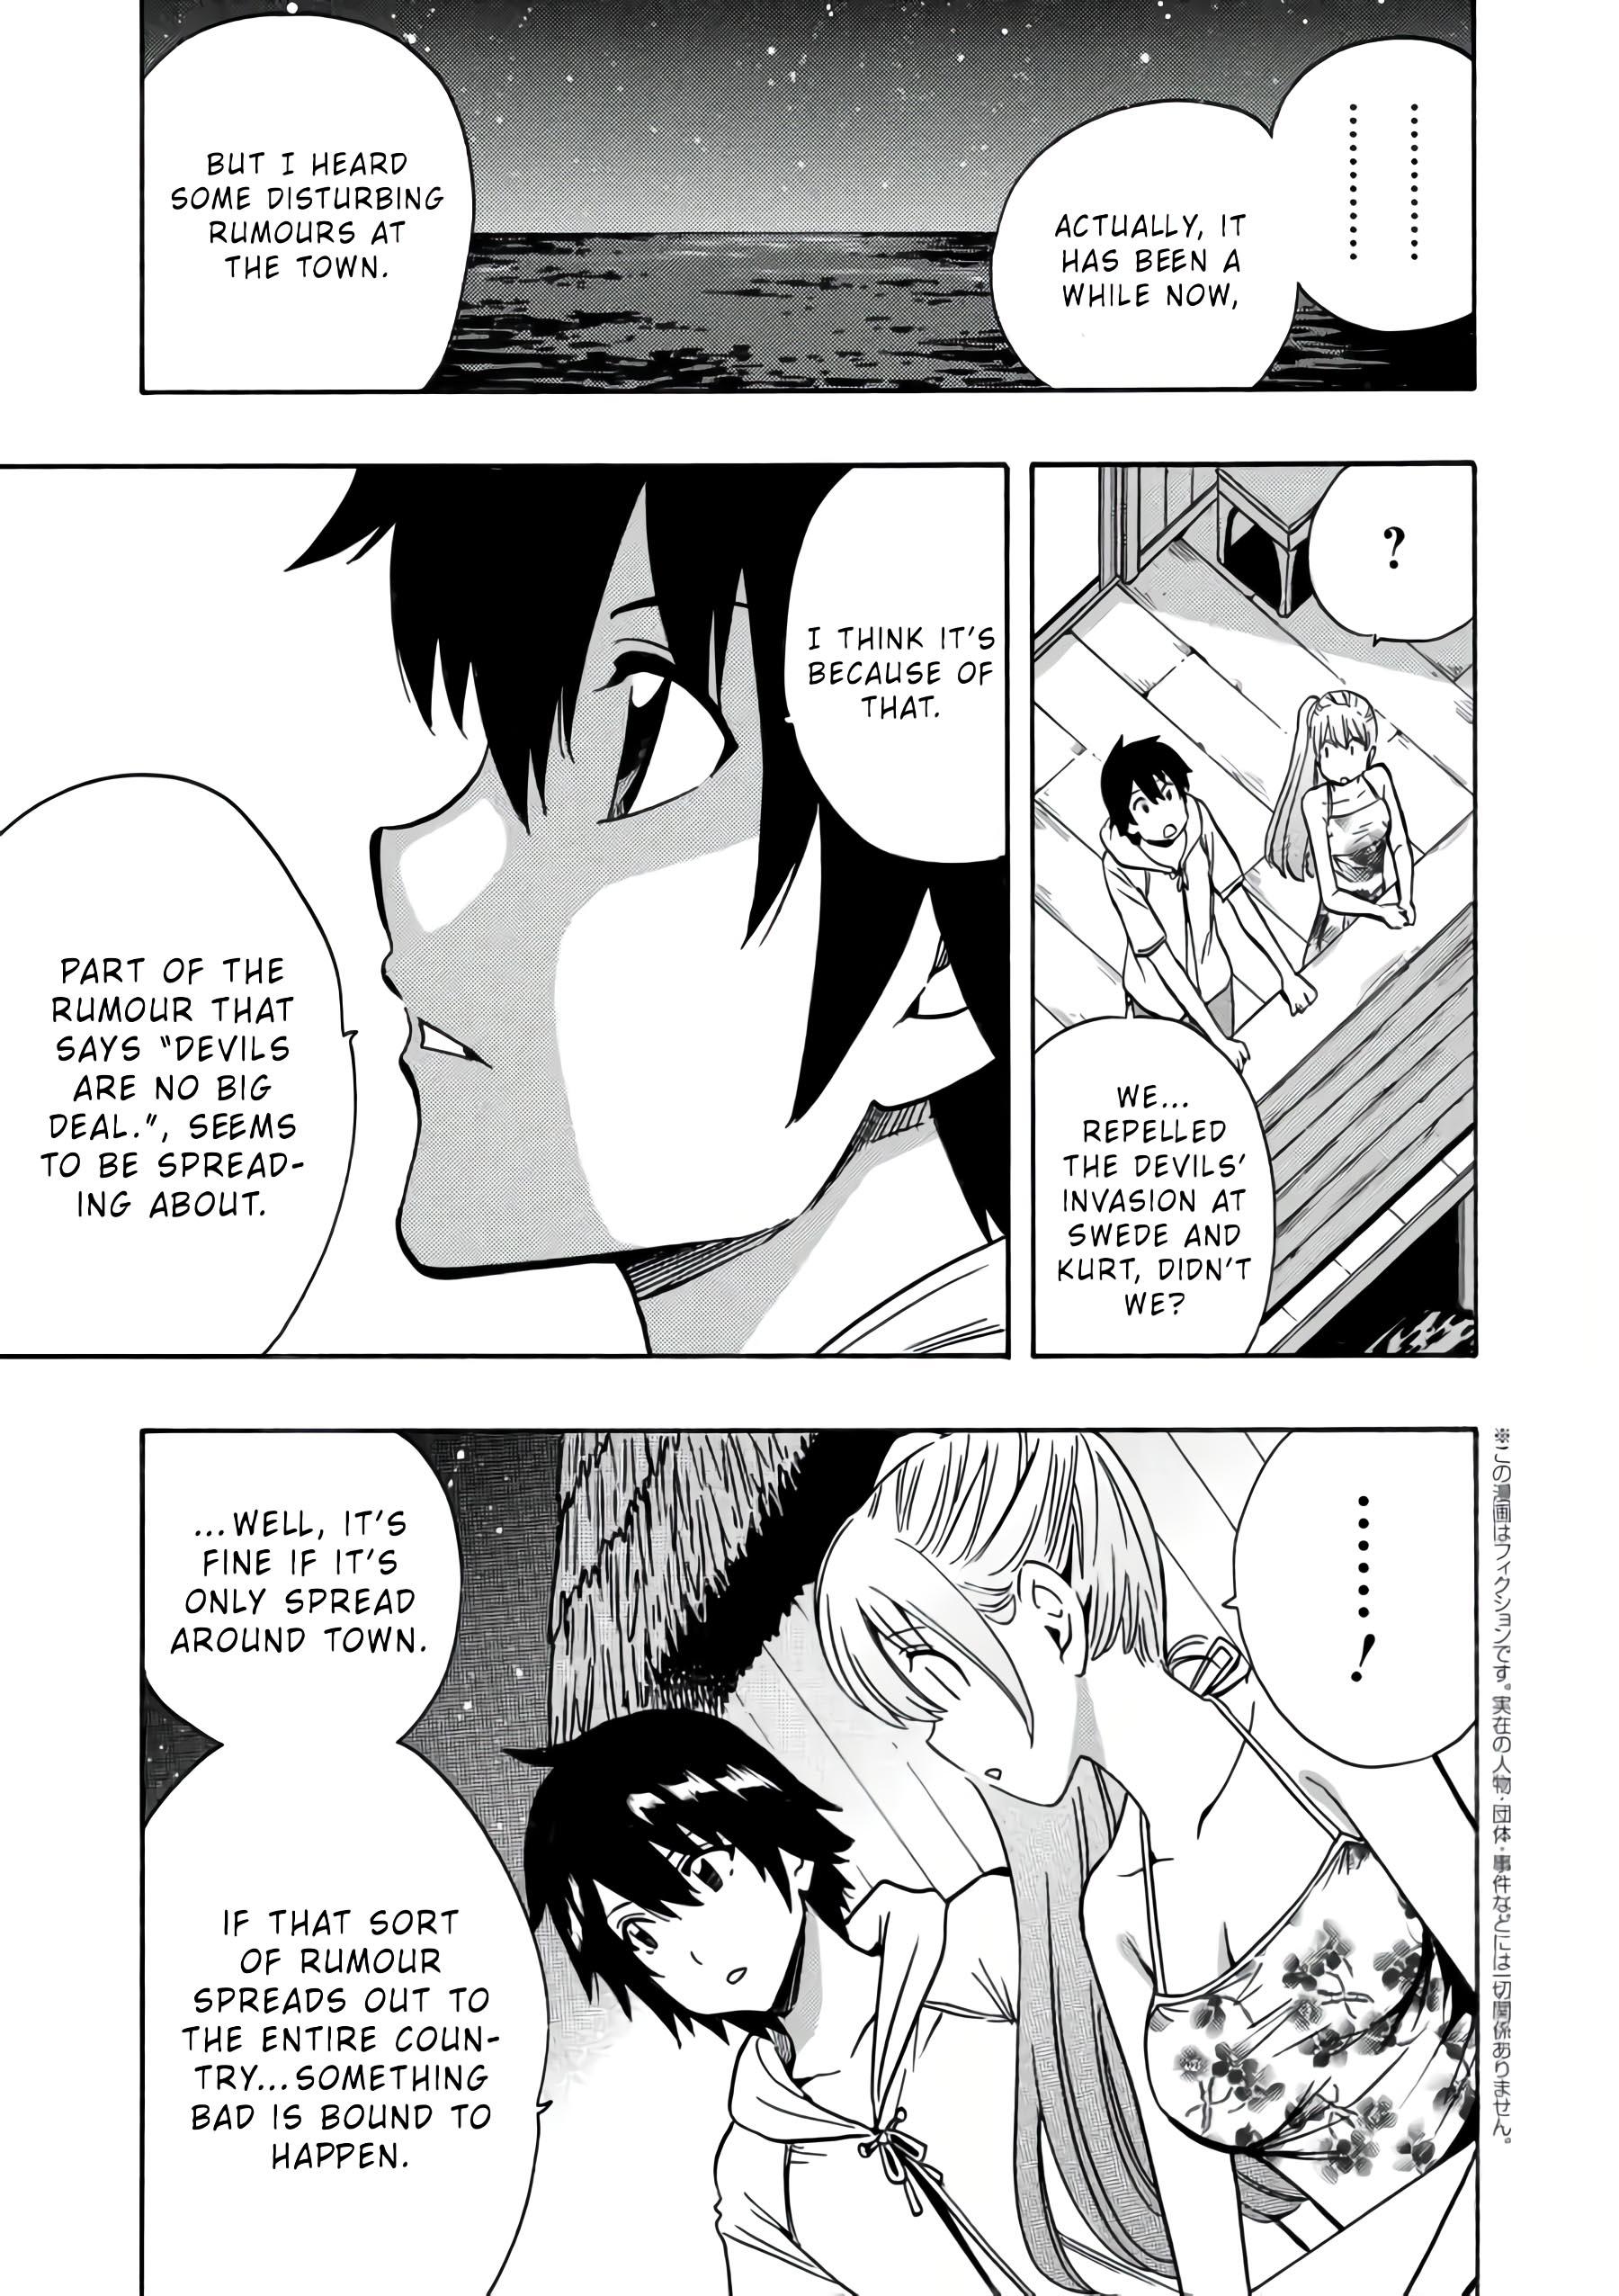 ACTUALLY, IT
HAS BEEN A
WHILE NOW,
BUT I HEARD
SOME DISTURBING
RUMOURS AT
THE TOWN.
?
WE...
REPELLED
THE DEVILS'
INVASION AT
SWEDE AND
KURT, DIDN'T
WE?
I THINK IT'S
BECAUSE OF
THAT.
PART OF THE
RUMOUR THAT
SAYS "DEVILS
ARE NO BIG
DEAL.", SEEMS
TO BE SPREAD-
ING ABOUT.
......!
...WELL, IT'S
FINE IF IT'S
ONLY SPREAD
AROUND TOWN.
IF THAT SORT
OF RUMOUR
SPREADS OUT TO
THE ENTIRE COUN-
TRY...SOMETHING
BAD IS BOUND TO
HAPPEN.
※この漫画はフィクションです。実在の人物・団体・事件などには一切関係ありません。